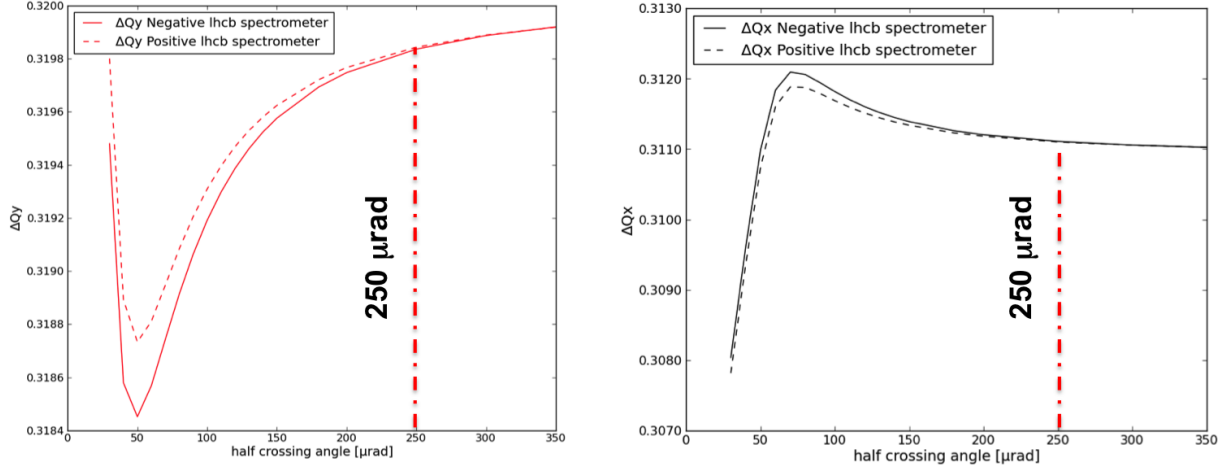 0.3200
ΔQy Negative lhcb spectrometer
ΔQy Positive lhcb spectrometer
0.3198
0.3196
0.3194
0.3192
0.3190
0.3188
0.3186
0.3184
ΔQy
250 μrad
0 50 100 150 200 250 300 350
half crossing angle [μrad]
0.3130
ΔQx Negative lhcb spectrometer
ΔQx Positive lhcb spectrometer
0.3120
0.3110
0.3100
0.3090
0.3080
0.3070
ΔQx
250 μrad
0 50 100 150 200 250 300 350
half crossing angle [μrad]